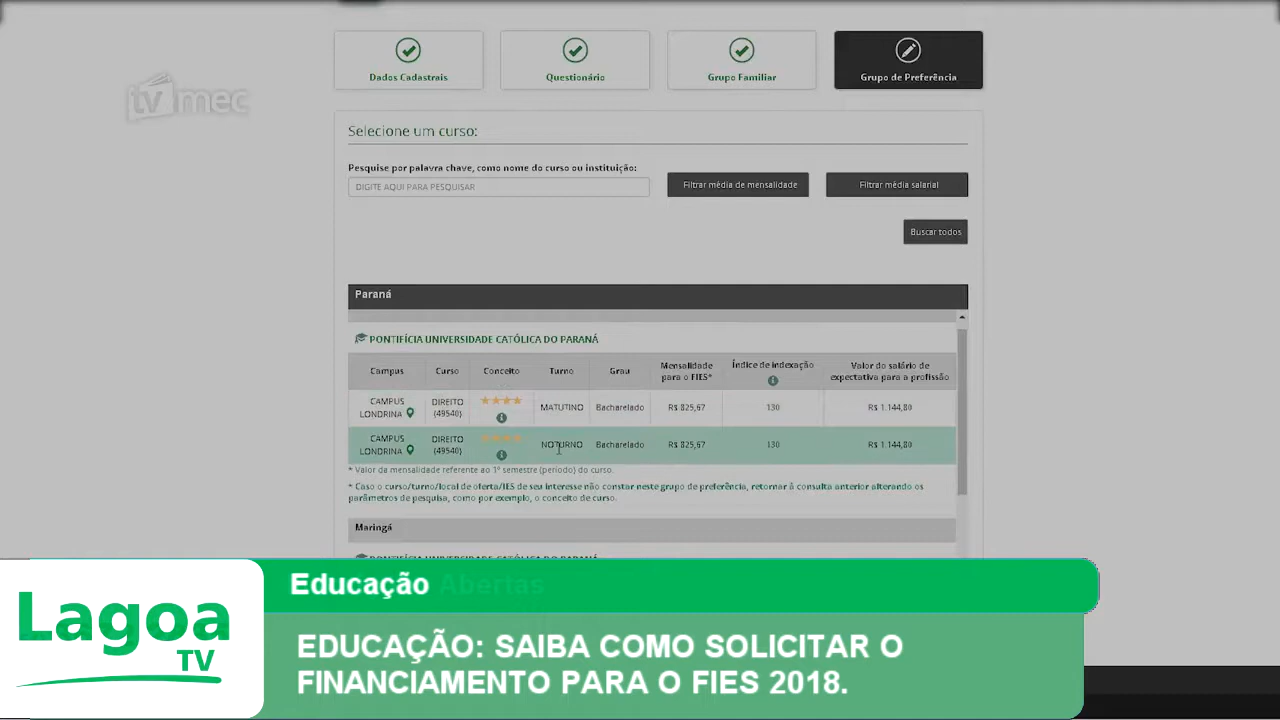 Dados Cadastrais
Questionário
Grupo Familiar
Grupo de Preferência
tv mec
Selecione um curso:
Pesquise por palavra chave, como nome do curso ou instituição:
DIGITE AQUI PARA PESQUISAR
Filtrar média de mensalidade
Filtrar média salarial
Buscar todos
Paraná
PONTIFÍCIA UNIVERSIDADE CATÓLICA DO PARANÁ
Campus Curso Conceito Turno Grau Mensalidade para o FIES* Índice de indexação Valor do salário de expectativa para a profissão
CAMPUS LONDRINA DIREITO (49540) MATUTINO Bacharelado R$ 825,67 130 R$ 1.144,80
CAMPUS LONDRINA DIREITO (49540) NOTURNO Bacharelado R$ 825,67 130 R$ 1.144,80
* Valor da mensalidade referente ao 1º semestre (período) do curso.
* Caso o curso/turno/local de oferta/IES de seu interesse não constar neste grupo de preferência, retornar à consulta anterior alterando os
parâmetros de pesquisa, como por exemplo, o conceito de curso.
Maringá
PONTIFÍCIA UNIVERSIDADE CATÓLICA DO PARANÁ
Educação Abertas
Lagoa
TV
EDUCAÇÃO: SAIBA COMO SOLICITAR O
FINANCIAMENTO PARA O FIES 2018.